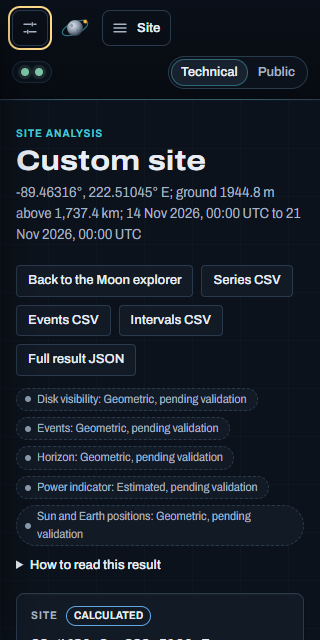 Site
Technical Public
SITE ANALYSIS
Custom site
-89.46316°, 222.51045° E; ground 1944.8 m
above 1,737.4 km; 14 Nov 2026, 00:00 UTC to 21
Nov 2026, 00:00 UTC
Back to the Moon explorer Series CSV
Events CSV Intervals CSV
Full result JSON
Disk visibility: Geometric, pending validation
Events: Geometric, pending validation
Horizon: Geometric, pending validation
Power indicator: Estimated, pending validation
Sun and Earth positions: Geometric, pending
validation
How to read this result
SITE CALCULATED